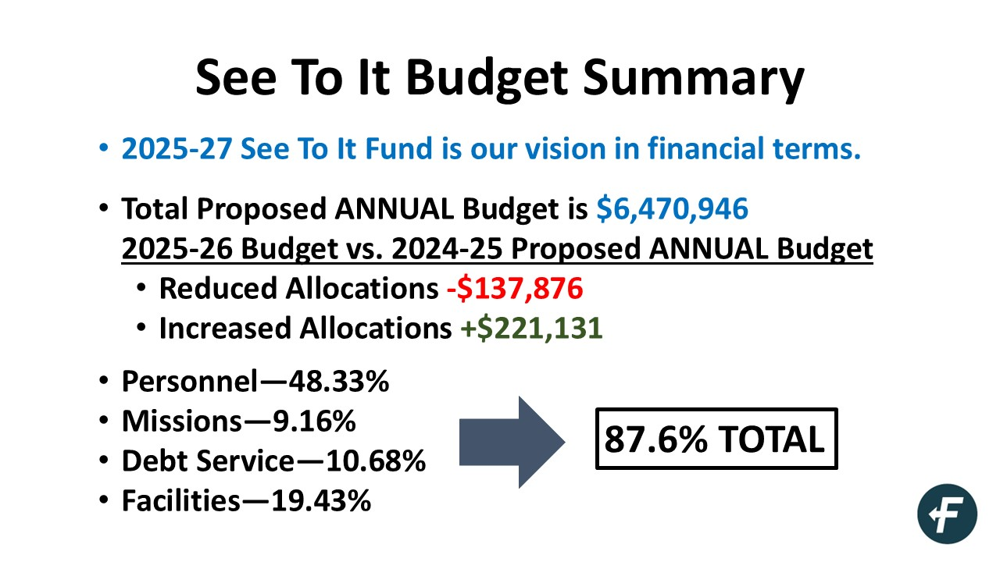 See To It Budget Summary
• 2025-27 See To It Fund is our vision in financial terms.
• Total Proposed ANNUAL Budget is $6,470,946
2025-26 Budget vs. 2024-25 Proposed ANNUAL Budget
• Reduced Allocations -$137,876
• Increased Allocations +$221,131
• Personnel—48.33%
• Missions—9.16%
• Debt Service—10.68%
• Facilities—19.43%
87.6% TOTAL
F